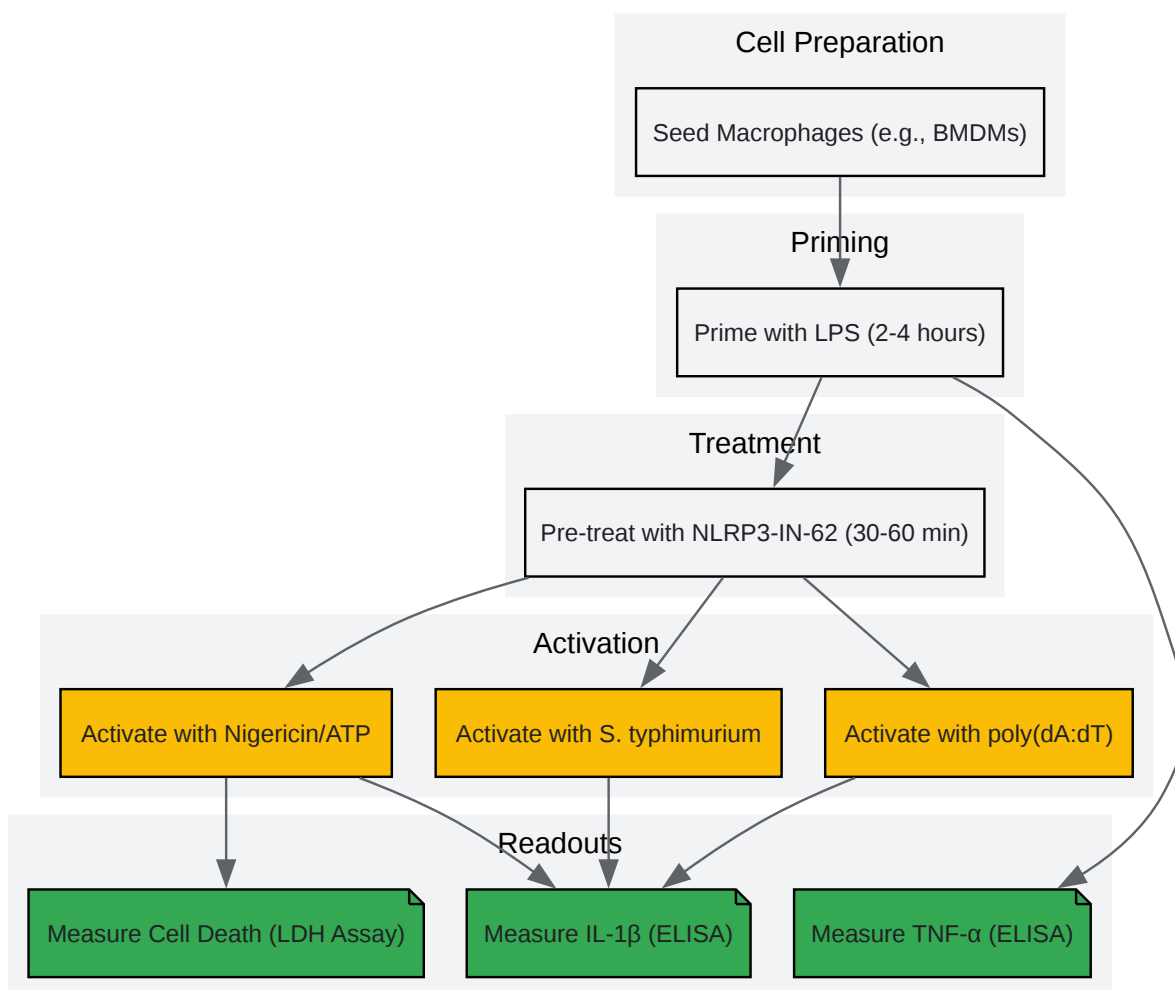 Cell Preparation
Seed Macrophages (e.g., BMDMs)
Priming
Prime with LPS (2-4 hours)
Treatment
Pre-treat with NLRP3-IN-62 (30-60 min)
Activation
Activate with Nigericin/ATP
Activate with S. typhimurium
Activate with poly(dA:dT)
Readouts
Measure Cell Death (LDH Assay)
Measure IL-1β (ELISA)
Measure TNF-α (ELISA)